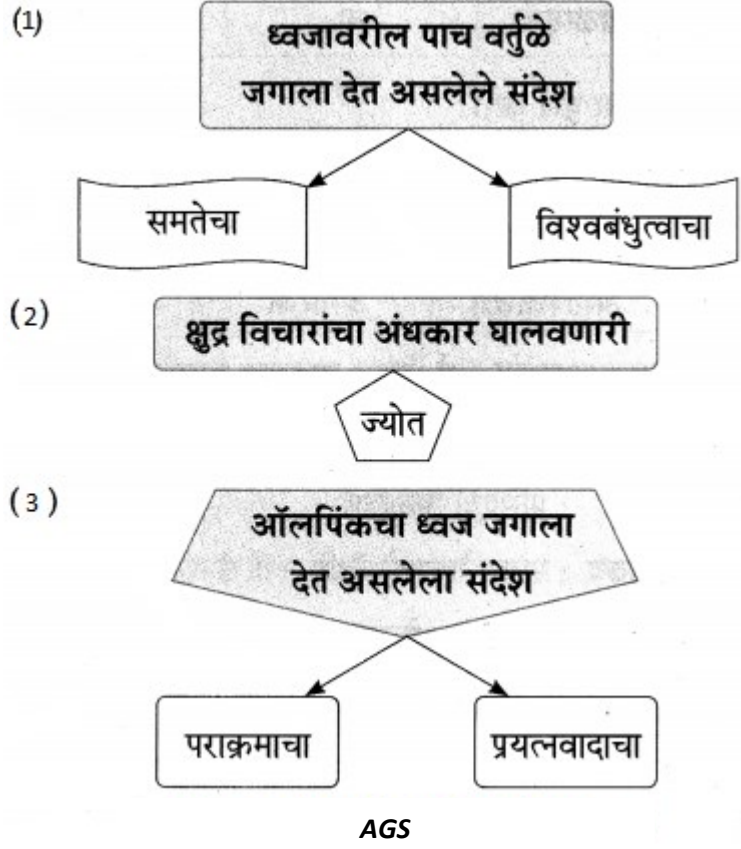 (1)
ध्वजावरील पाच वर्तुळे
जगाला देत असलेले संदेश
समतेचा
विश्वबंधुत्वाचा
(2)
क्षुद्र विचारांचा अंधकार घालवणारी
ज्योत
(3)
ऑलपिंकचा ध्वज जगाला
देत असलेला संदेश
पराक्रमाचा
प्रयत्नवादाचा
AGS